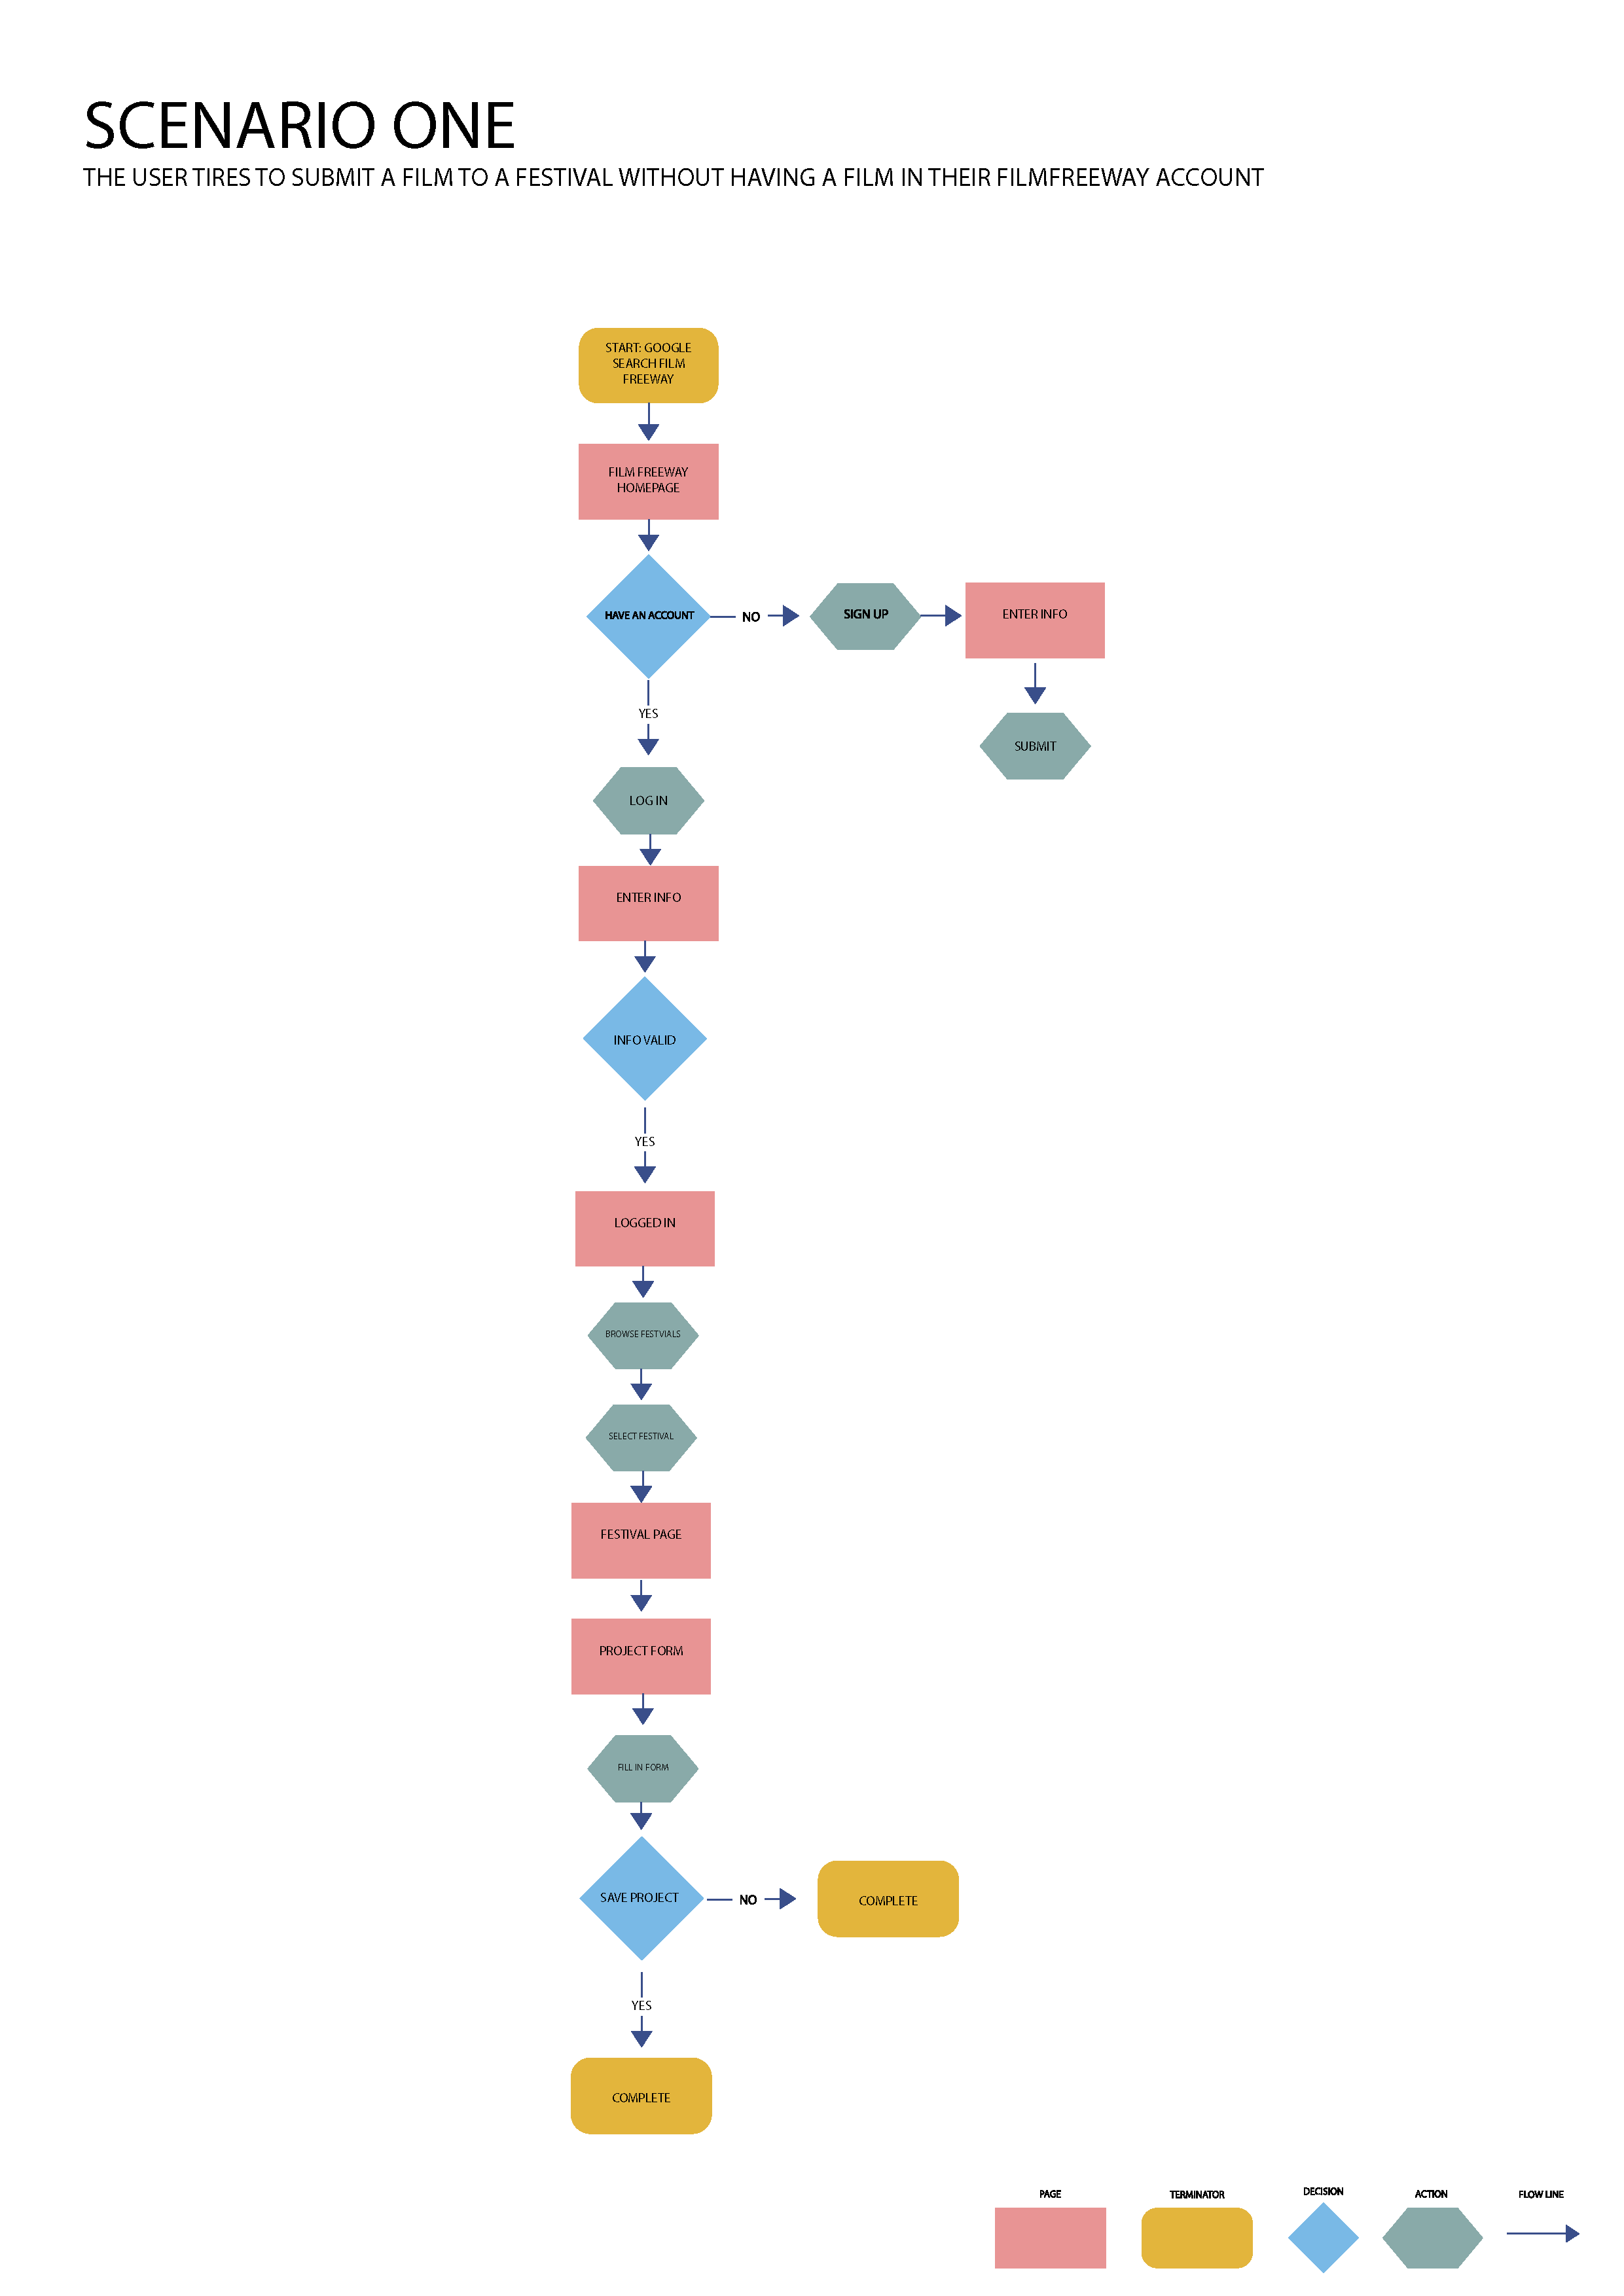 SCENARIO ONE
THE USER TIRES TO SUBMIT A FILM TO A FESTIVAL WITHOUT HAVING A FILM IN THEIR FILMFREEWAY ACCOUNT
START: GOOGLE
SEARCH FILM
FREEWAY
FILM FREEWAY
HOMEPAGE
HAVE AN ACCOUNT
NO
SIGN UP
ENTER INFO
YES
SUBMIT
LOG IN
ENTER INFO
INFO VALID
YES
LOGGED IN
BROWSE FESTVIALS
SELECT FESTIVAL
FESTIVAL PAGE
PROJECT FORM
FILL IN FORM
SAVE PROJECT
NO
COMPLETE
YES
COMPLETE
PAGE
TERMINATOR
DECISION
ACTION
FLOW LINE